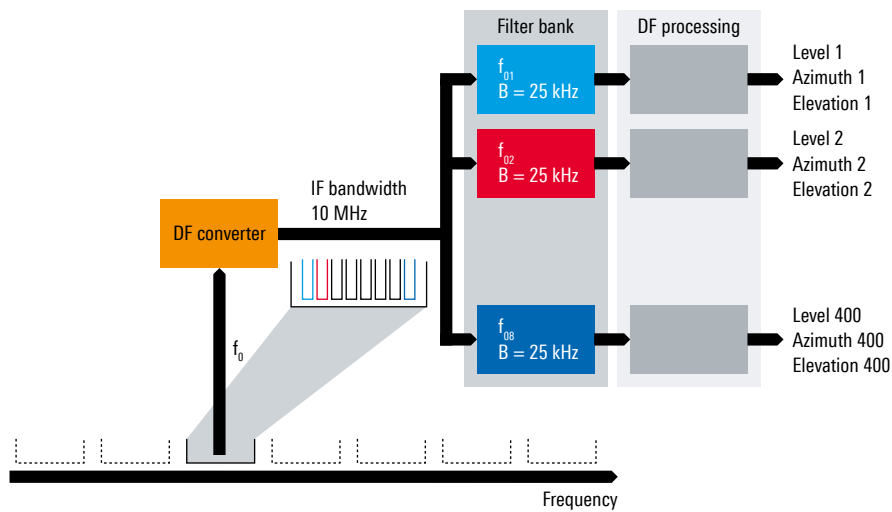 Filter bank
DF processing
f01
B = 25 kHz
Level 1
Azimuth 1
Elevation 1
f02
B = 25 kHz
Level 2
Azimuth 2
Elevation 2
IF bandwidth
10 MHz
DF converter
f08
B = 25 kHz
Level 400
Azimuth 400
Elevation 400
f0
Frequency